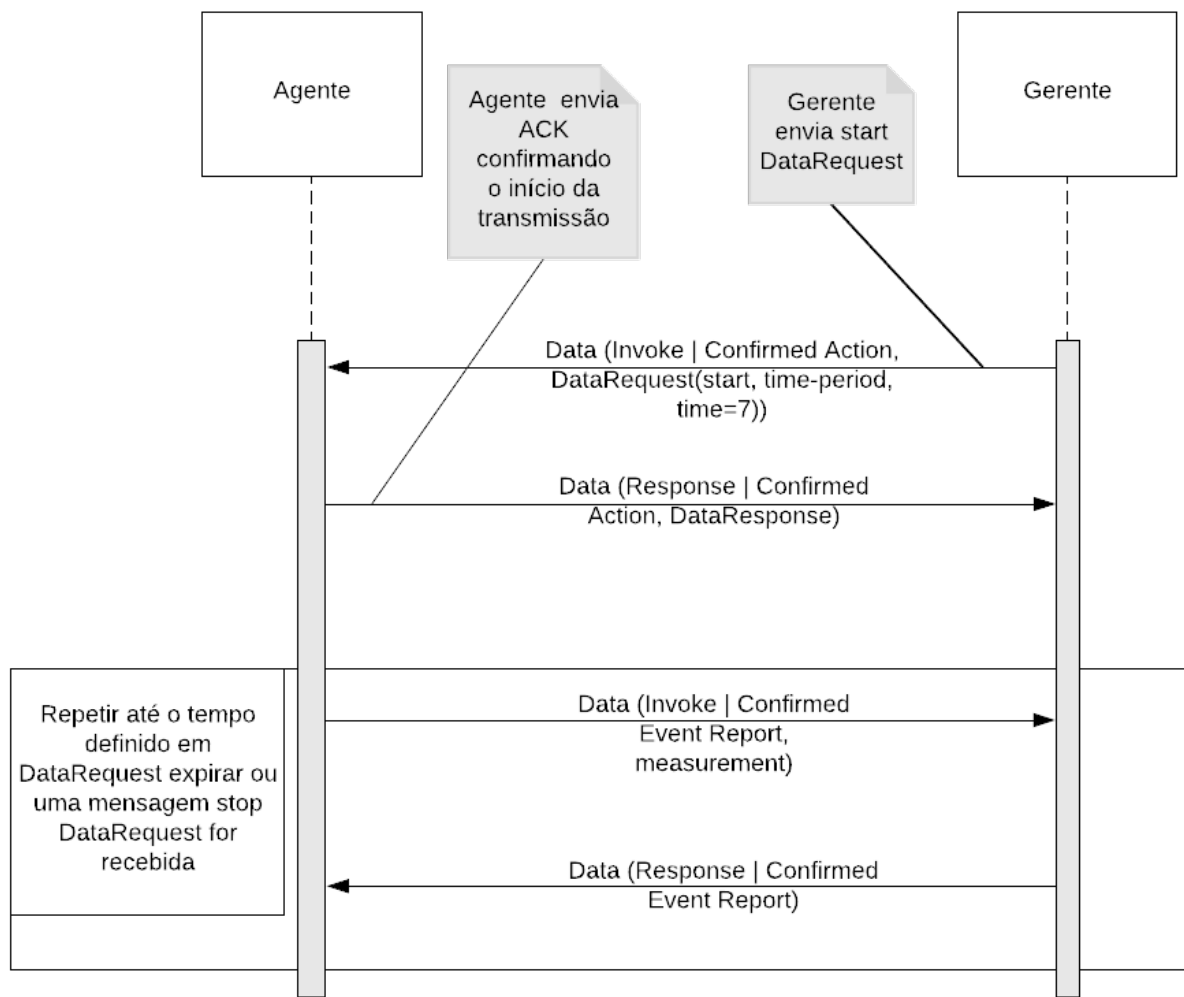 Agente
Agente envia
ACK
confirmando
o início da
transmissão
Gerente
envia start
DataRequest
Gerente
Data (Invoke | Confirmed Action,
DataRequest(start, time-period,
time=7))
Data (Response | Confirmed
Action, DataResponse)
Repetir até o tempo
definido em
DataRequest expirar ou
uma mensagem stop
DataRequest for
recebida
Data (Invoke | Confirmed
Event Report,
measurement)
Data (Response | Confirmed
Event Report)